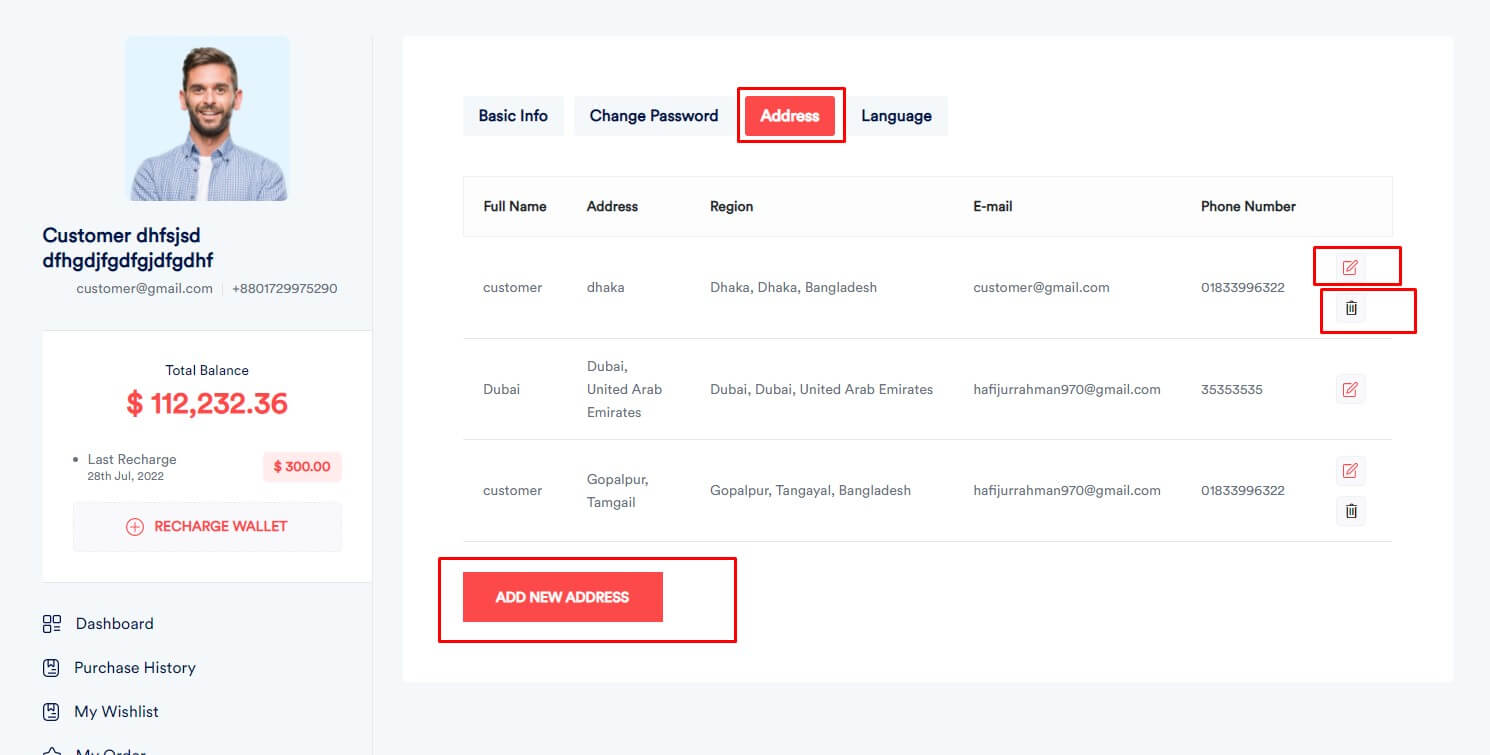 Customer dhfsjsd
dfhgdjfgdfgjdfgdhf
customer@gmail.com | +8801729975290
Total Balance
$ 112,232.36
Last Recharge
28th Jul, 2022
$ 300.00
RECHARGE WALLET
Dashboard
Purchase History
My Wishlist
My Order
Basic Info Change Password Address Language
Full Name Address Region E-mail Phone Number
customer dhaka Dhaka, Dhaka, Bangladesh customer@gmail.com 01833996322
Dubai Dubai,
United Arab
Emirates Dubai, Dubai, United Arab Emirates hafijurrahman970@gmail.com 35353535
customer Gopalpur,
Tamgail Gopalpur, Tangayal, Bangladesh hafijurrahman970@gmail.com 01833996322
ADD NEW ADDRESS